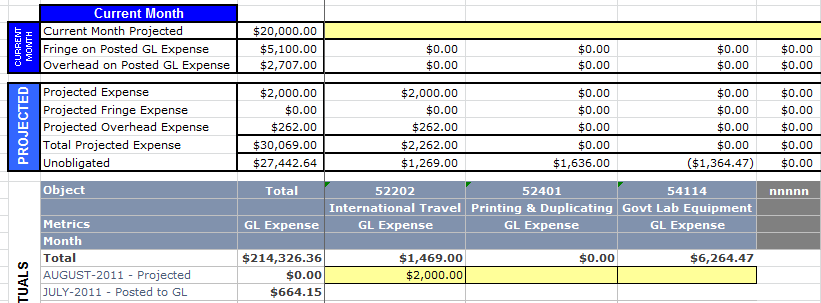 Current Month
CURRENT MONTH
Current Month Projected $20,000.00
Fringe on Posted GL Expense $5,100.00 $0.00 $0.00 $0.00 $0.00
Overhead on Posted GL Expense $2,707.00 $0.00 $0.00 $0.00 $0.00
PROJECTED
Projected Expense $2,000.00 $2,000.00 $0.00 $0.00 $0.00
Projected Fringe Expense $0.00 $0.00 $0.00 $0.00 $0.00
Projected Overhead Expense $262.00 $262.00 $0.00 $0.00 $0.00
Total Projected Expense $30,069.00 $2,262.00 $0.00 $0.00 $0.00
Unobligated $27,442.64 $1,269.00 $1,636.00 ($1,364.47) $0.00
Object Total 52202 52401 54114 nnnnn
International Travel Printing & Duplicating Govt Lab Equipment
Metrics GL Expense GL Expense GL Expense GL Expense
Month
TUALS
Total $214,326.36 $1,469.00 $0.00 $6,264.47
AUGUST-2011 - Projected $0.00 $2,000.00
JULY-2011 - Posted to GL $664.15